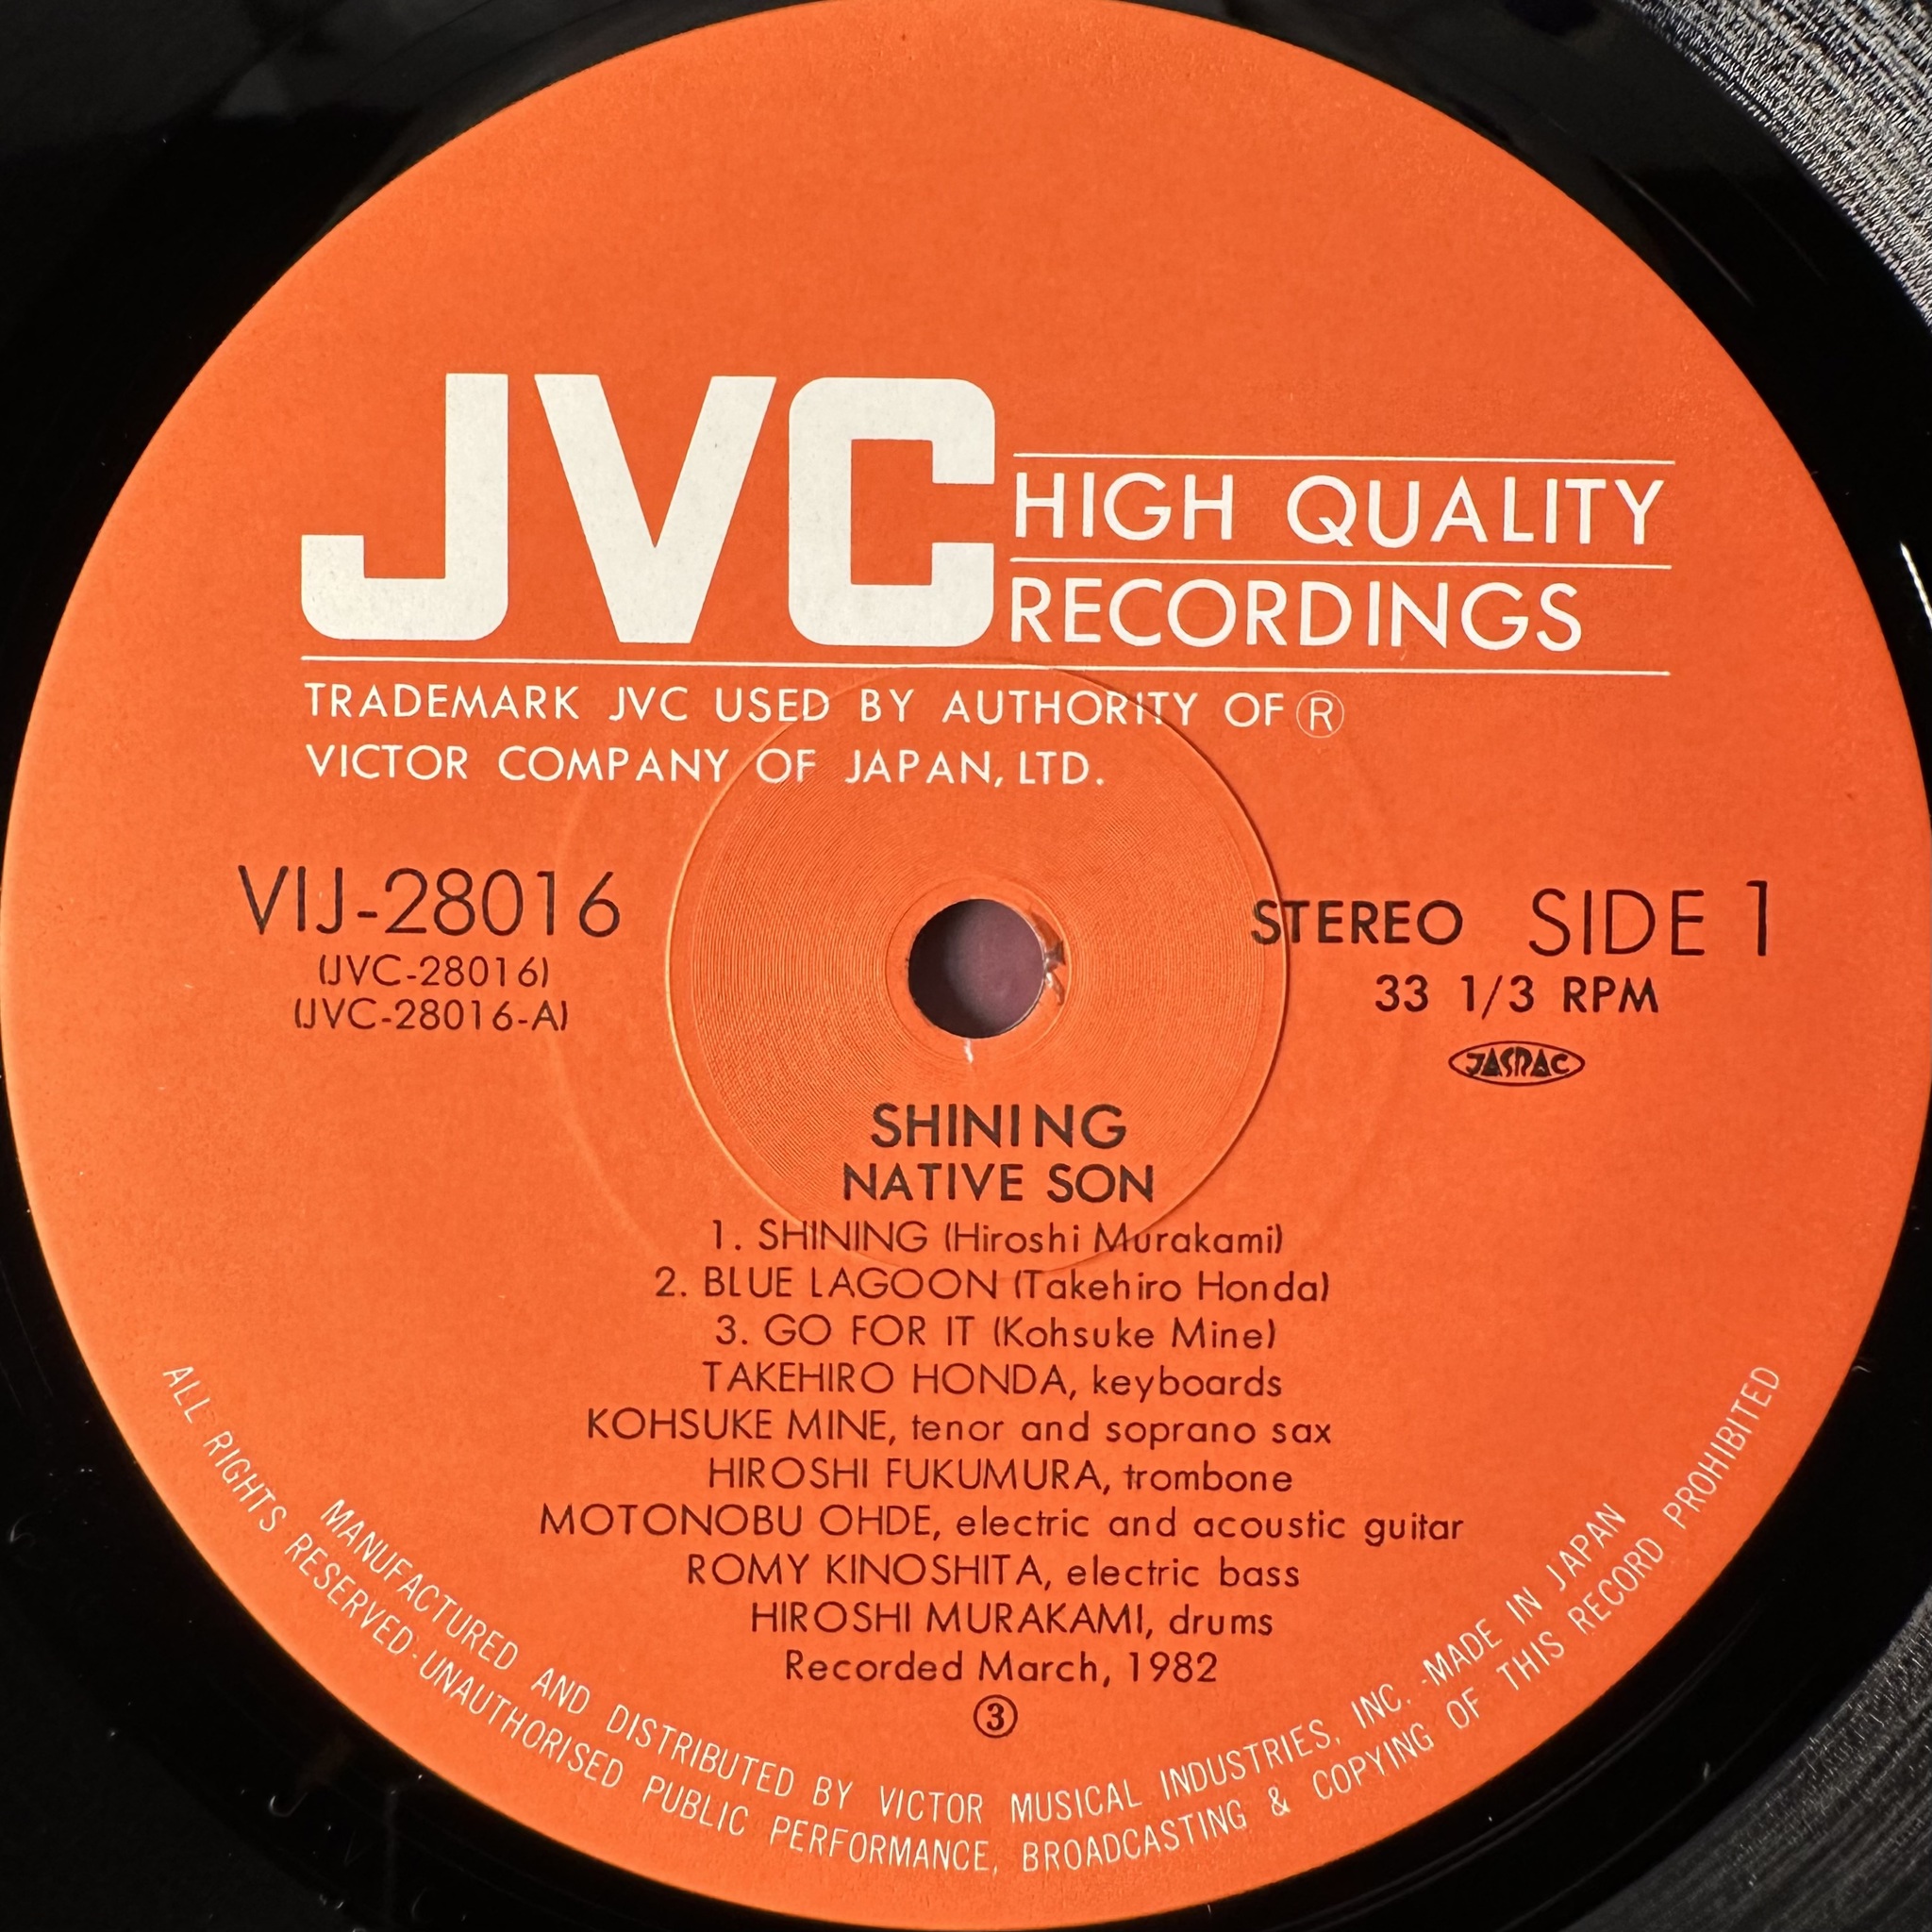 JVC HIGH QUALITY
RECORDINGS
TRADEMARK JVC USED BY AUTHORITY OF ®
VICTOR COMPANY OF JAPAN, LTD.
VIJ-28016
(JVC-28016)
(JVC-28016-A)
STEREO SIDE 1
33 1/3 RPM
JASRAC
SHINING
NATIVE SON
1. SHINING (Hiroshi Murakami)
2. BLUE LAGOON (Takehiro Honda)
3. GO FOR IT (Kohsuke Mine)
TAKEHIRO HONDA, keyboards
KOHSUKE MINE, tenor and soprano sax
HIROSHI FUKUMURA, trombone
MOTONOBU OHDE, electric and acoustic guitar
ROMY KINOSHITA, electric bass
HIROSHI MURAKAMI, drums
Recorded March, 1982
③
MANUFACTURED AND DISTRIBUTED BY VICTOR MUSICAL INDUSTRIES, INC. -MADE IN JAPAN
ALL RIGHTS RESERVED-UNAUTHORISED PUBLIC PERFORMANCE, BROADCASTING & COPYING OF THIS RECORD PROHIBITED